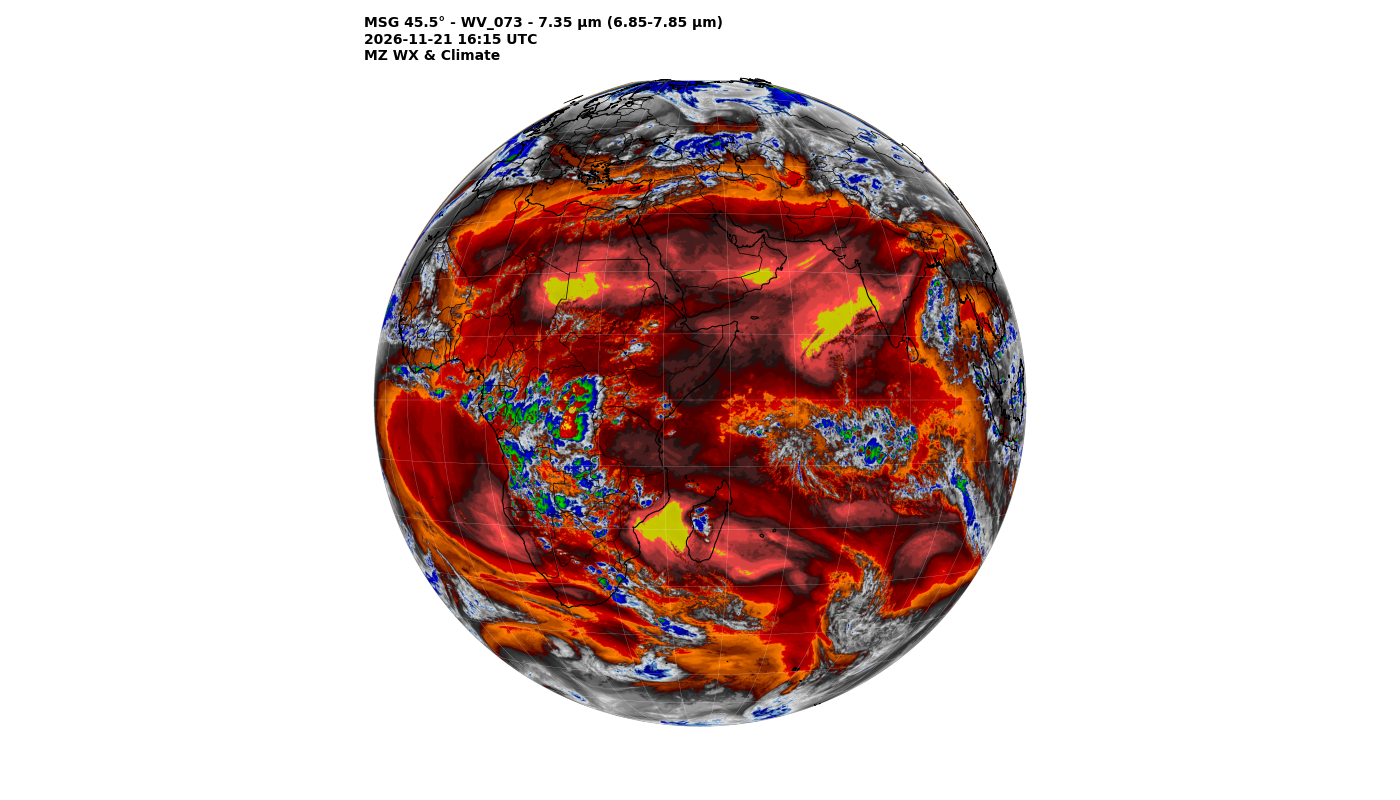 MSG 45.5° - WV_073 - 7.35 μm (6.85-7.85 μm)
2026-11-21 16:15 UTC
MZ WX & Climate